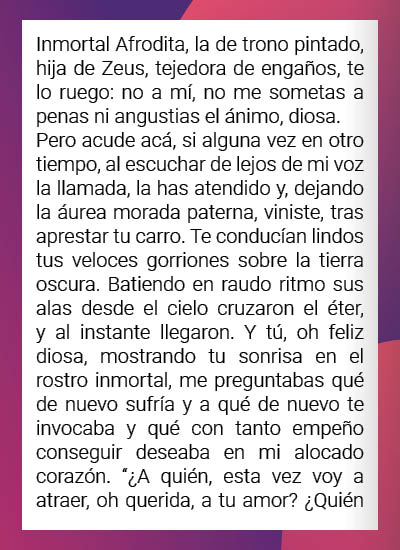 Inmortal Afrodita, la de trono pintado,
hija de Zeus, tejedora de engaños, te
lo ruego: no a mí, no me sometas a
penas ni angustias el ánimo, diosa.
Pero acude acá, si alguna vez en otro
tiempo, al escuchar de lejos de mi voz
la llamada, la has atendido y, dejando
la áurea morada paterna, viniste, tras
aprestar tu carro. Te conducían lindos
tus veloces gorriones sobre la tierra
oscura. Batiendo en raudo ritmo sus
alas desde el cielo cruzaron el éter,
y al instante llegaron. Y tú, oh feliz
diosa, mostrando tu sonrisa en el
rostro inmortal, me preguntabas qué
de nuevo sufría y a qué de nuevo te
invocaba y qué con tanto empeño
conseguir deseaba en mi alocado
corazón. “¿A quién, esta vez voy a
atraer, oh querida, a tu amor? ¿Quién